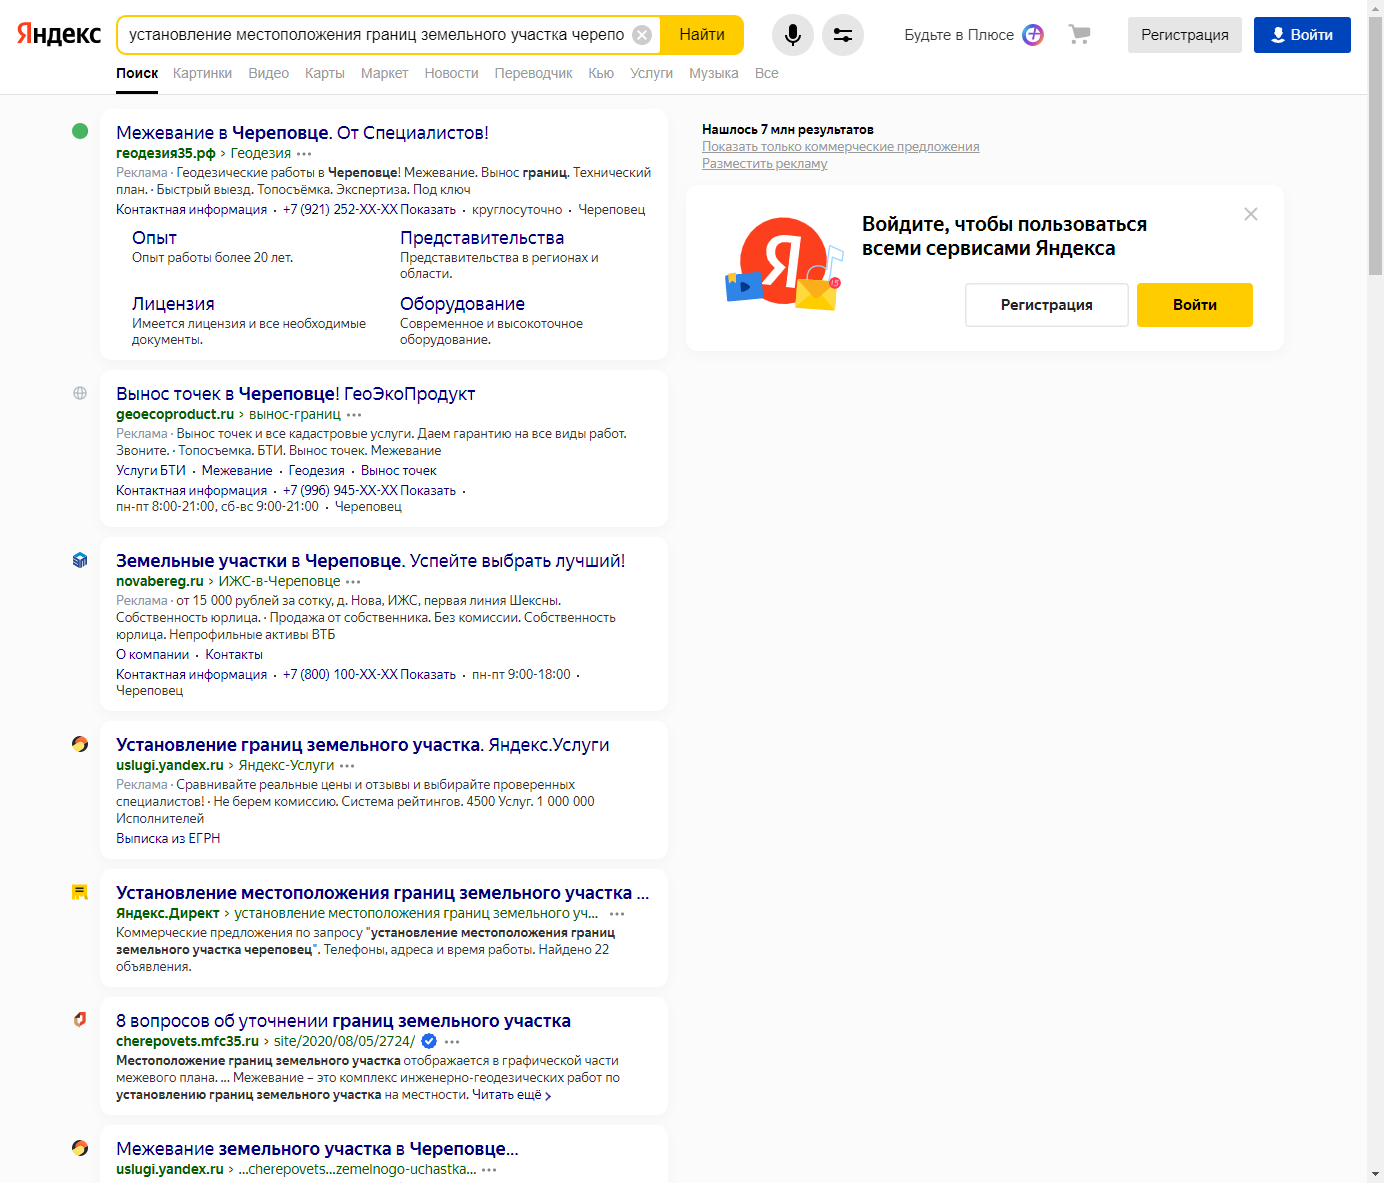 Яндекс
установление местоположения границ земельного участка черепо
Найти
Будьте в Плюсе
Регистрация
Войти
Поиск Картинки Видео Карты Маркет Новости Переводчик Кью Услуги Музыка Все
Межевание в Череповце. От Специалистов!
геодезия35.рф › Геодезия
Реклама · Геодезические работы в Череповце! Межевание. Вынос границ. Технический
план. · Быстрый выезд. Топосъёмка. Экспертиза. Под ключ
Контактная информация · +7 (921) 252-XX-XX Показать · круглосуточно · Череповец
Опыт
Опыт работы более 20 лет.
Представительства
Представительства в регионах и
области.
Лицензия
Имеется лицензия и все необходимые
документы.
Оборудование
Современное и высокоточное
оборудование.
Вынос точек в Череповце! ГеоЭкоПродукт
geoecoproduct.ru › вынос-границ
Реклама · Вынос точек и все кадастровые услуги. Даем гарантию на все виды работ.
Звоните. · Топосъемка. БТИ. Вынос точек. Межевание
Услуги БТИ · Межевание · Геодезия · Вынос точек
Контактная информация · +7 (996) 945-XX-XX Показать ·
пн-пт 8:00-21:00, сб-вс 9:00-21:00 · Череповец
Земельные участки в Череповце. Успейте выбрать лучший!
novabereg.ru › ИЖС-в-Череповце
Реклама · от 15 000 рублей за сотку, д. Нова, ИЖС, первая линия Шексны.
Собственность юрлица. · Продажа от собственника. Без комиссии. Собственность
юрлица. Непрофильные активы ВТБ
О компании · Контакты
Контактная информация · +7 (800) 100-XX-XX Показать · пн-пт 9:00-18:00 ·
Череповец
Установление границ земельного участка. Яндекс.Услуги
uslugi.yandex.ru › Яндекс-Услуги
Реклама · Сравнивайте реальные цены и отзывы и выбирайте проверенных
специалистов! · Не берем комиссию. Система рейтингов. 4500 Услуг. 1 000 000
Исполнителей
Выписка из ЕГРН
Установление местоположения границ земельного участка ...
Яндекс.Директ › установление местоположения границ земельного уч...
Коммерческие предложения по запросу "установление местоположения границ
земельного участка череповец". Телефоны, адреса и время работы. Найдено 22
объявления.
8 вопросов об уточнении границ земельного участка
cherepovets.mfc35.ru › site/2020/08/05/2724/
Местоположение границ земельного участка отображается в графической части
межевого плана. ... Межевание – это комплекс инженерно-геодезических работ по
установлению границ земельного участка на местности. Читать ещё ›
Межевание земельного участка в Череповце...
uslugi.yandex.ru › ...cherepovets...zemelnogo-uchastka...
Нашлось 7 млн результатов
Показать только коммерческие предложения
Разместить рекламу
Я
15
Войдите, чтобы пользоваться
всеми сервисами Яндекса
Регистрация
Войти